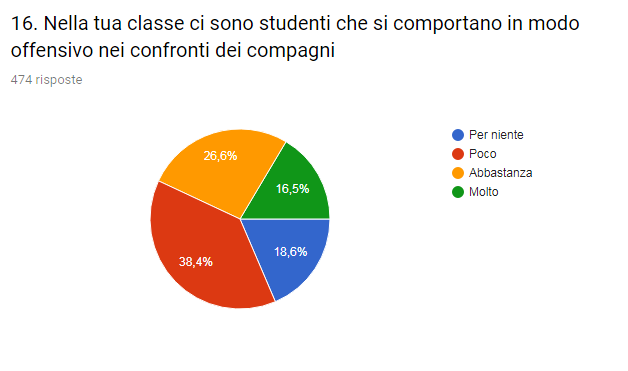 16. Nella tua classe ci sono studenti che si comportano in modo
offensivo nei confronti dei compagni
474 risposte
26,6%
16,5%
38,4%
18,6%
Per niente
Poco
Abbastanza
Molto